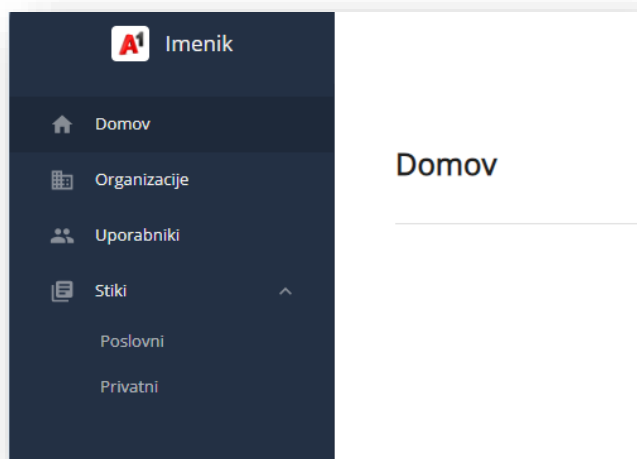 A1 Imenik
Domov
Organizacije
Uporabniki
Stiki
Poslovni
Privatni
Domov